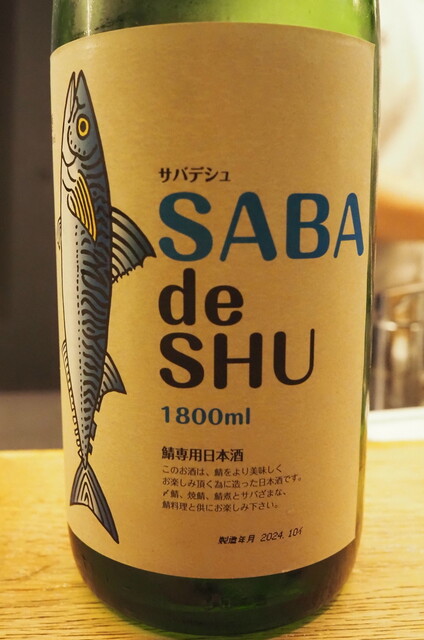 サバデシュ
SABA
de
SHU
1800ml
鯖専用日本酒
このお酒は、鯖をより美味しく
お楽しみ頂く為に造った日本酒です。
〆鯖、焼鯖、鯖煮とサバざまな、
鯖料理と供にお楽しみ下さい。
製造年月 2024.10